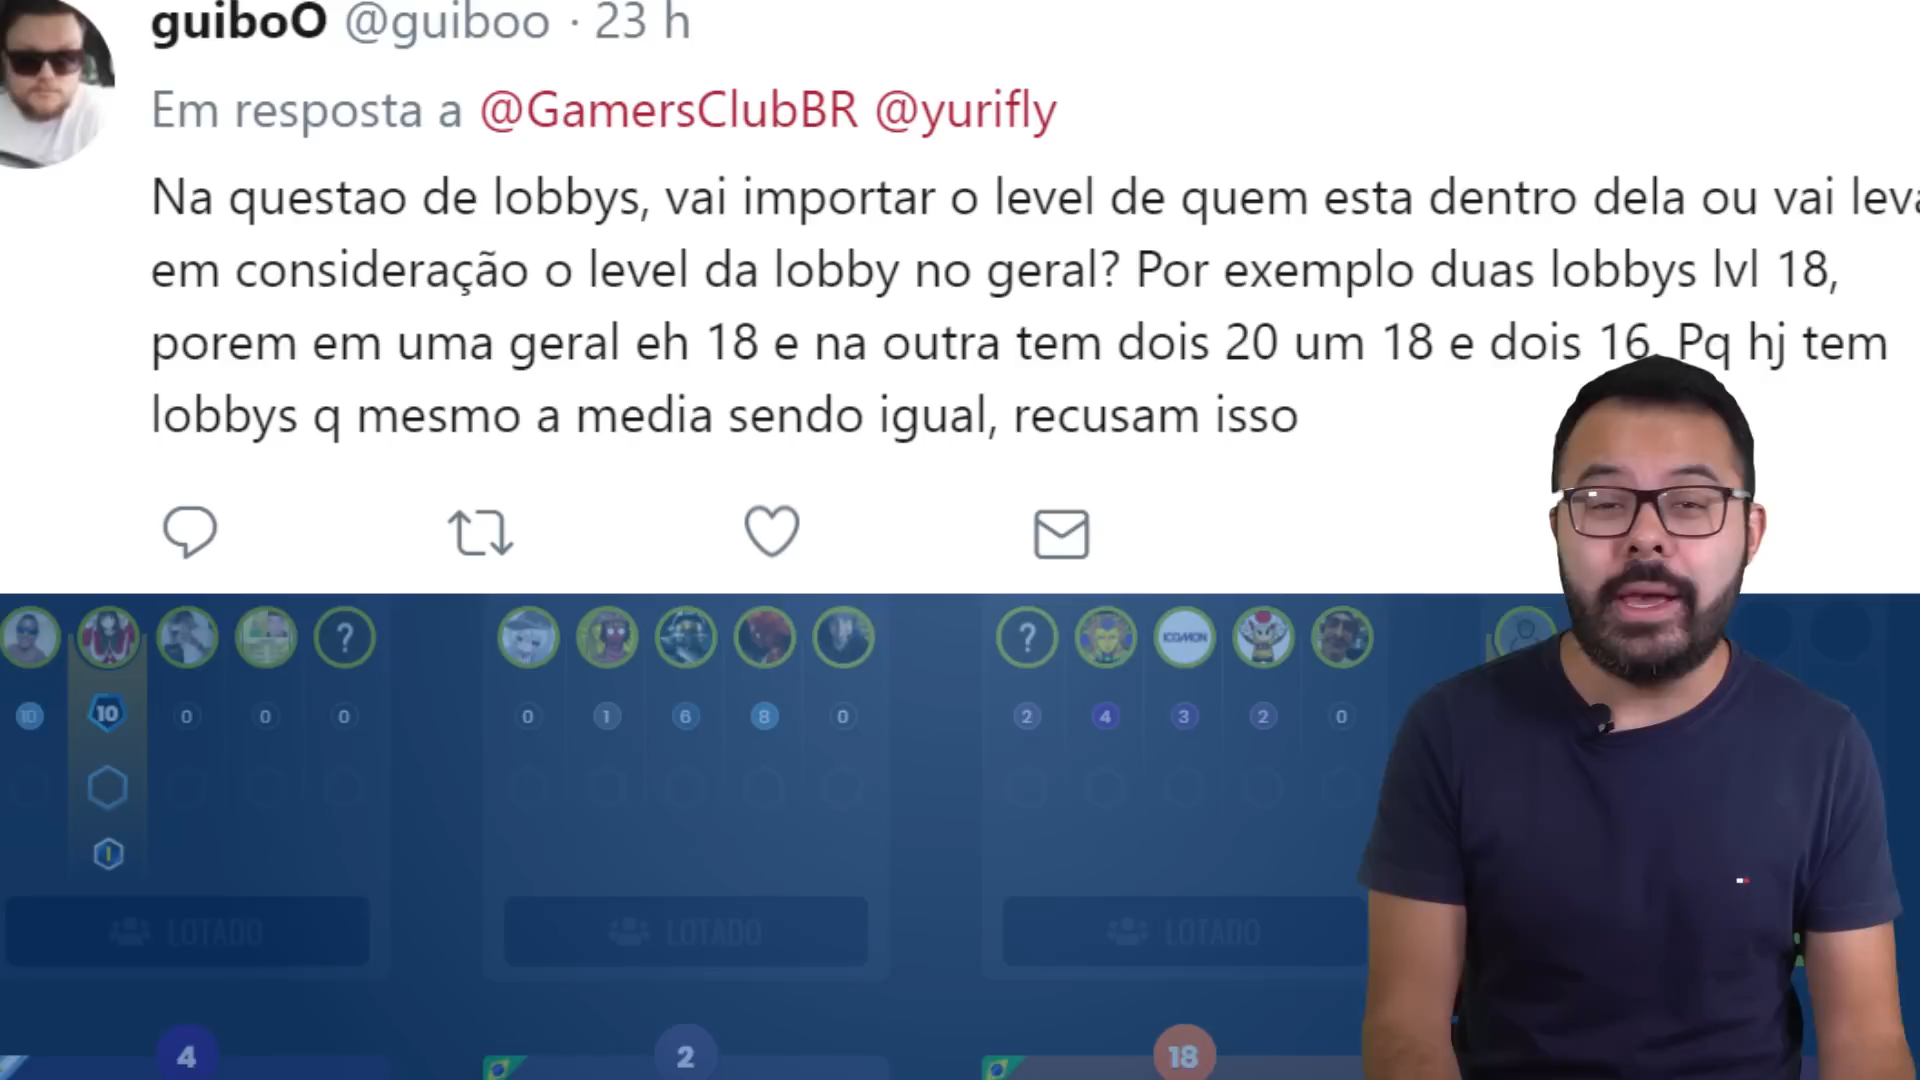 guiboO @guiboo · 23 h
Em resposta a @GamersClubBR @yurifly
Na questao de lobbys, vai importar o level de quem esta dentro dela ou vai leva
em consideração o level da lobby no geral? Por exemplo duas lobbys lvl 18,
porem em uma geral eh 18 e na outra tem dois 20 um 18 e dois 16. Pq hj tem
lobbys q mesmo a media sendo igual, recusam isso
? ICOMON ?
10 10 0 0 0 0 1 6 8 0 2 4 3 2 0
LOTADO LOTADO LOTADO
4 2 18